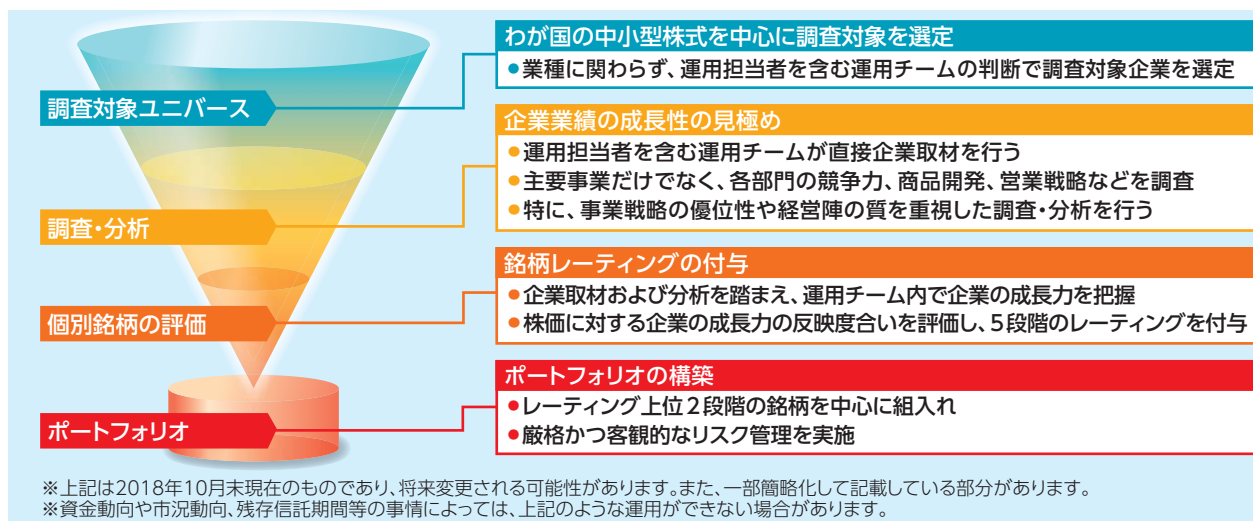 わが国の中小型株式を中心に調査対象を選定
●業種に関わらず、運用担当者を含む運用チームの判断で調査対象企業を選定
調査対象ユニバース
企業業績の成長性の見極め
●運用担当者を含む運用チームが直接企業取材を行う
●主要事業だけでなく、各部門の競争力、商品開発、営業戦略などを調査
●特に、事業戦略の優位性や経営陣の質を重視した調査・分析を行う
調査・分析
銘柄レーティングの付与
●企業取材および分析を踏まえ、運用チーム内で企業の成長力を把握
●株価に対する企業の成長力の反映度合いを評価し、5段階のレーティングを付与
個別銘柄の評価
ポートフォリオの構築
●レーティング上位2段階の銘柄を中心に組入れ
●厳格かつ客観的なリスク管理を実施
ポートフォリオ
※上記は2018年10月末現在のものであり、将来変更される可能性があります。また、一部簡略化して記載している部分があります。
※資金動向や市況動向、残存信託期間等の事情によっては、上記のような運用ができない場合があります。